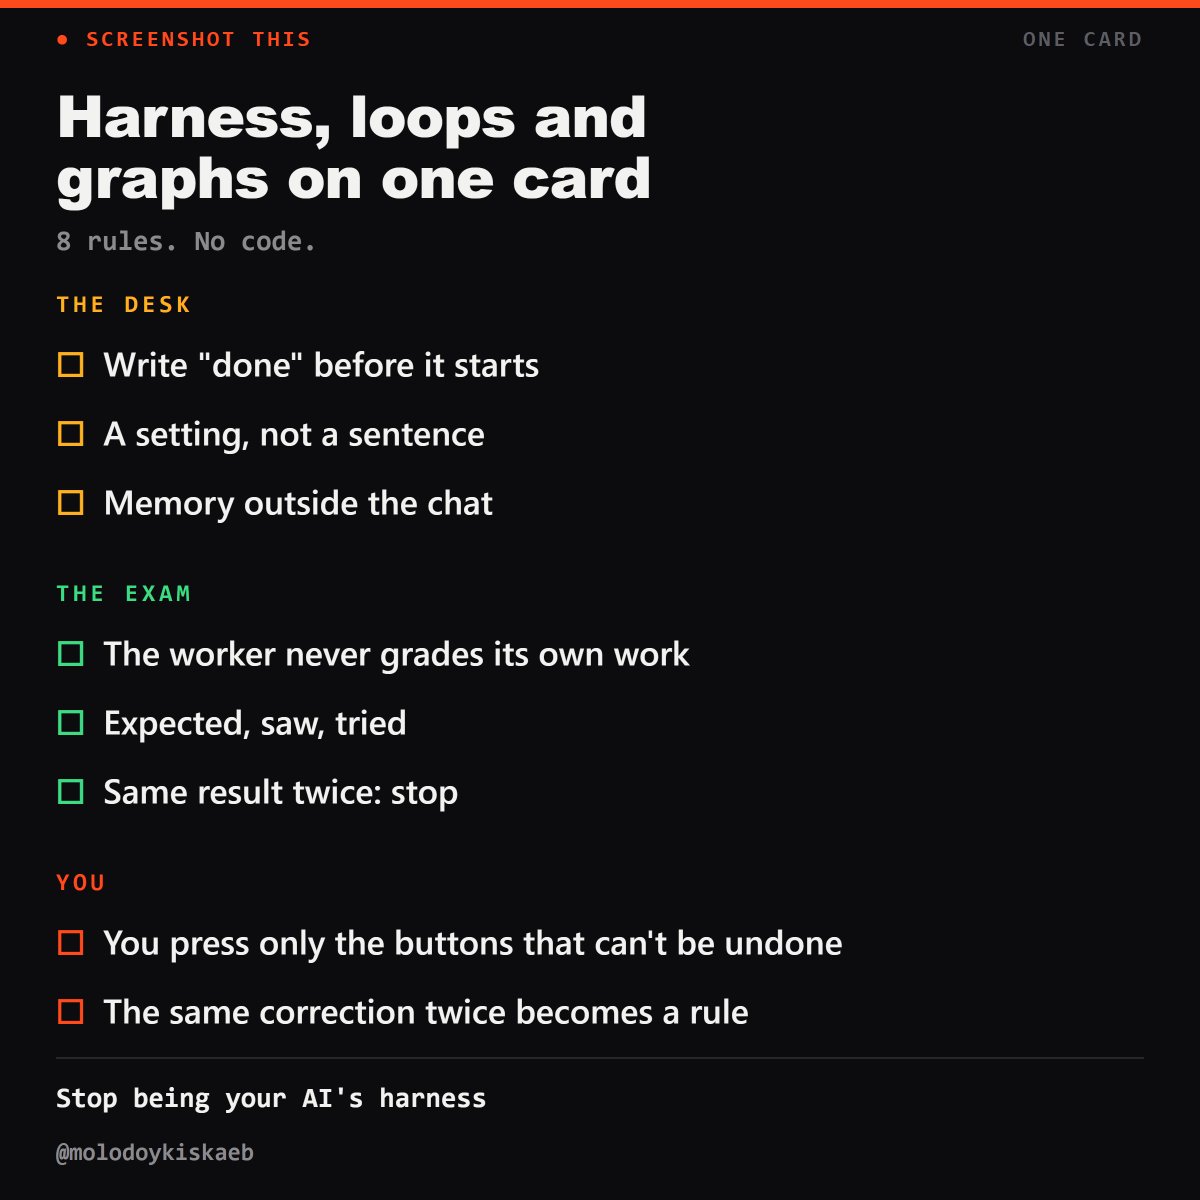 ● SCREENSHOT THIS
ONE CARD
Harness, loops and
graphs on one card
8 rules. No code.
THE DESK
Write "done" before it starts
A setting, not a sentence
Memory outside the chat
THE EXAM
The worker never grades its own work
Expected, saw, tried
Same result twice: stop
YOU
You press only the buttons that can't be undone
The same correction twice becomes a rule
Stop being your AI's harness
@molodoykiskaeb